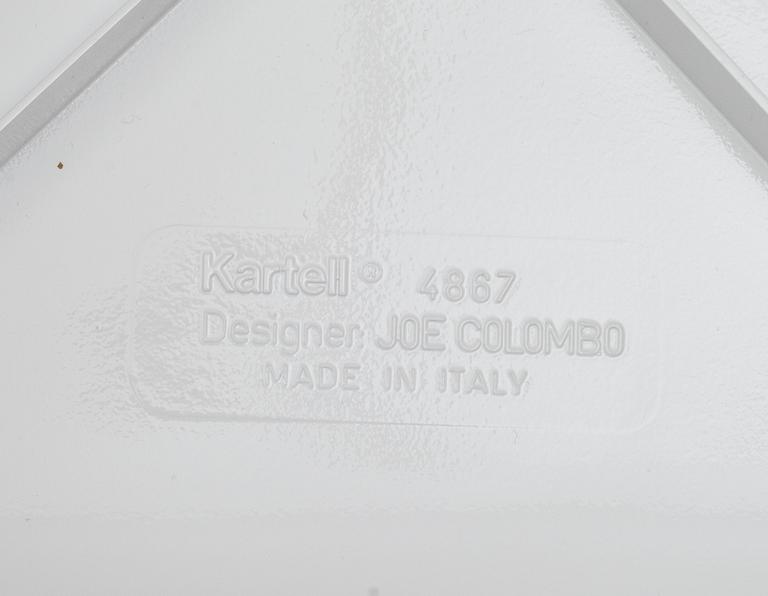 Kartell® 4867
Designer JOE COLOMBO
MADE IN ITALY